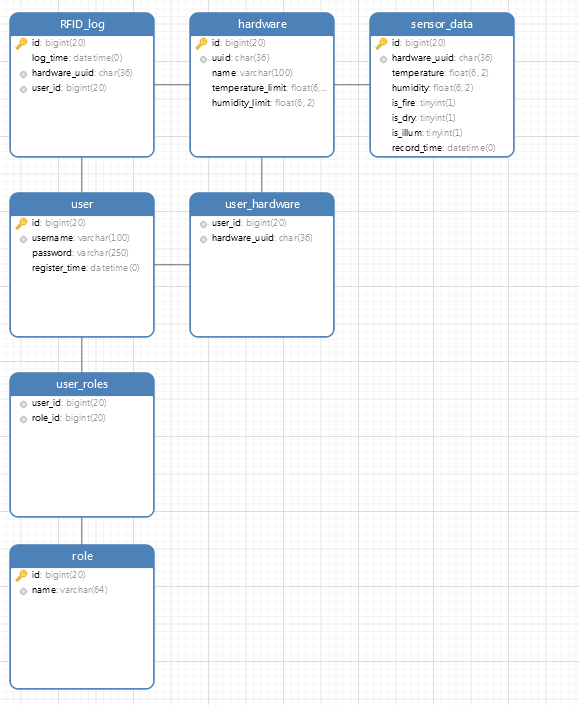 RFID_log
id: bigint(20)
log_time: datetime(0)
hardware_uuid: char(36)
user_id: bigint(20)
hardware
id: bigint(20)
uuid: char(36)
name: varchar(100)
temperature_limit: float(6,...
humidity_limit: float(6, 2)
sensor_data
id: bigint(20)
hardware_uuid: char(36)
temperature: float(6, 2)
humidity: float(6, 2)
is_fire: tinyint(1)
is_dry: tinyint(1)
is_illum: tinyint(1)
record_time: datetime(0)
user
id: bigint(20)
username: varchar(100)
password: varchar(250)
register_time: datetime(0)
user_hardware
user_id: bigint(20)
hardware_uuid: char(36)
user_roles
user_id: bigint(20)
role_id: bigint(20)
role
id: bigint(20)
name: varchar(64)